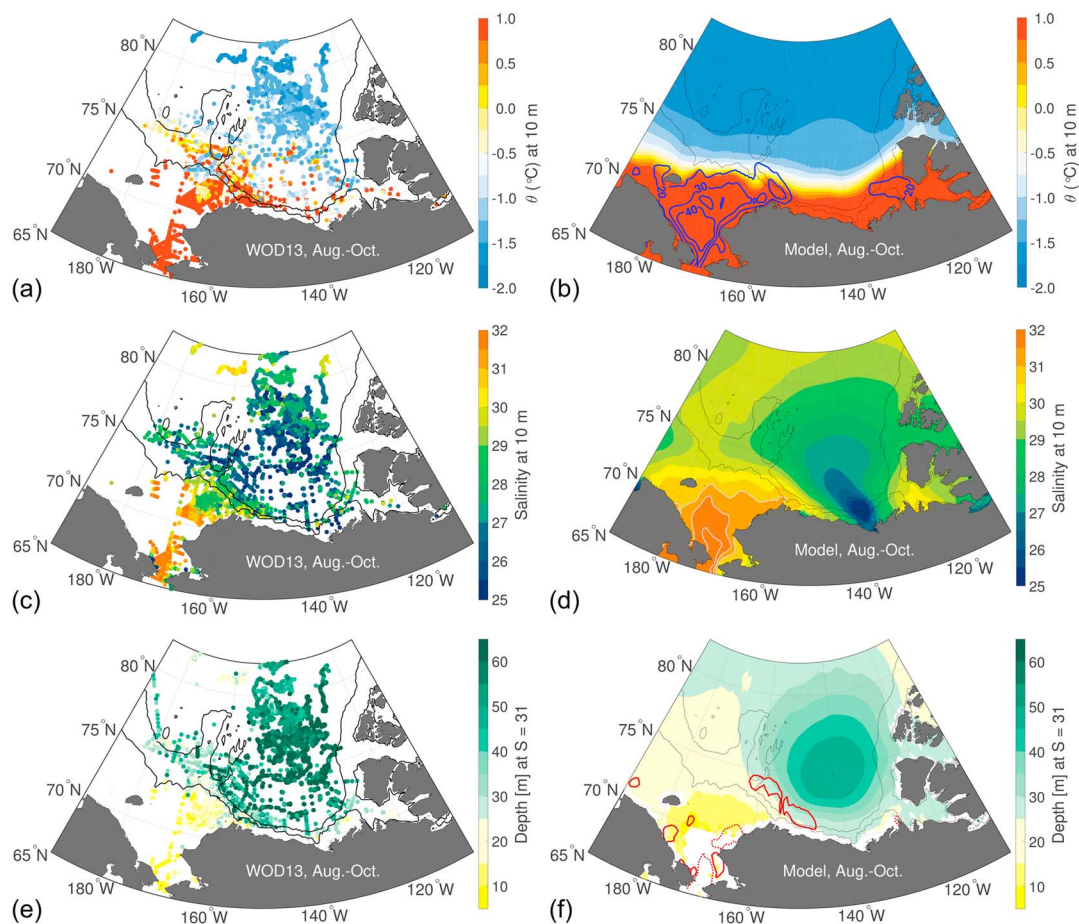 80°N
75°N
70°N
65°N
180°W
160°W
140°W
120°W
WOD13, Aug.-Oct.
1.0
0.5
0.0
-0.5
-1.0
-1.5
-2.0
θ (°C) at 10 m
(a)
80°N
75°N
70°N
65°N
180°W
160°W
140°W
120°W
20
30
40
20
Model, Aug.-Oct.
1.0
0.5
0.0
-0.5
-1.0
-1.5
-2.0
θ (°C) at 10 m
(b)
80°N
75°N
70°N
65°N
180°W
160°W
140°W
120°W
WOD13, Aug.-Oct.
32
31
30
29
28
27
26
25
Salinity at 10 m
(c)
80°N
75°N
70°N
65°N
180°W
160°W
140°W
120°W
Model, Aug.-Oct.
32
31
30
29
28
27
26
25
Salinity at 10 m
(d)
80°N
75°N
70°N
65°N
180°W
160°W
140°W
120°W
WOD13, Aug.-Oct.
60
50
40
30
20
10
Depth [m] at S = 31
(e)
80°N
75°N
70°N
65°N
180°W
160°W
140°W
120°W
Model, Aug.-Oct.
60
50
40
30
20
10
Depth [m] at S = 31
(f)